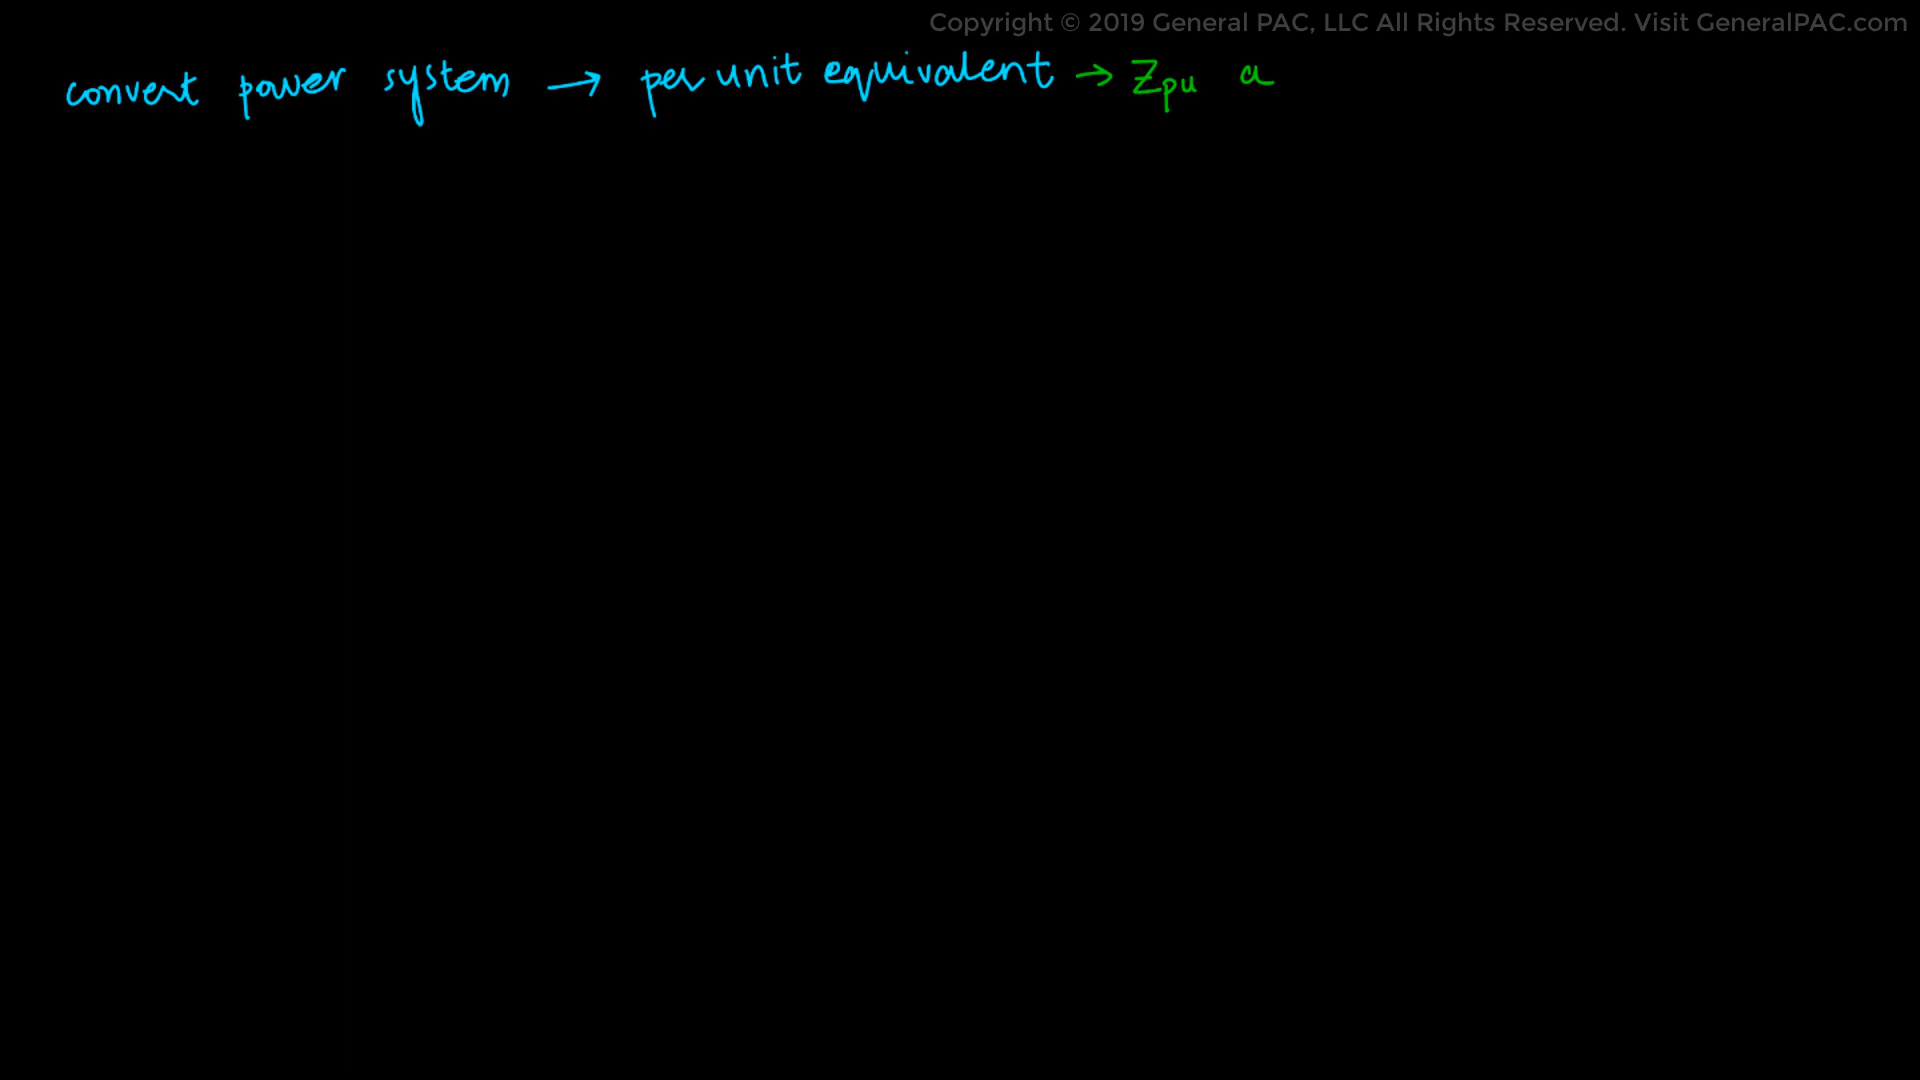 Copyright © 2019 General PAC, LLC All Rights Reserved. Visit GeneralPAC.com
convert power system → per unit equivalent → Zpu a